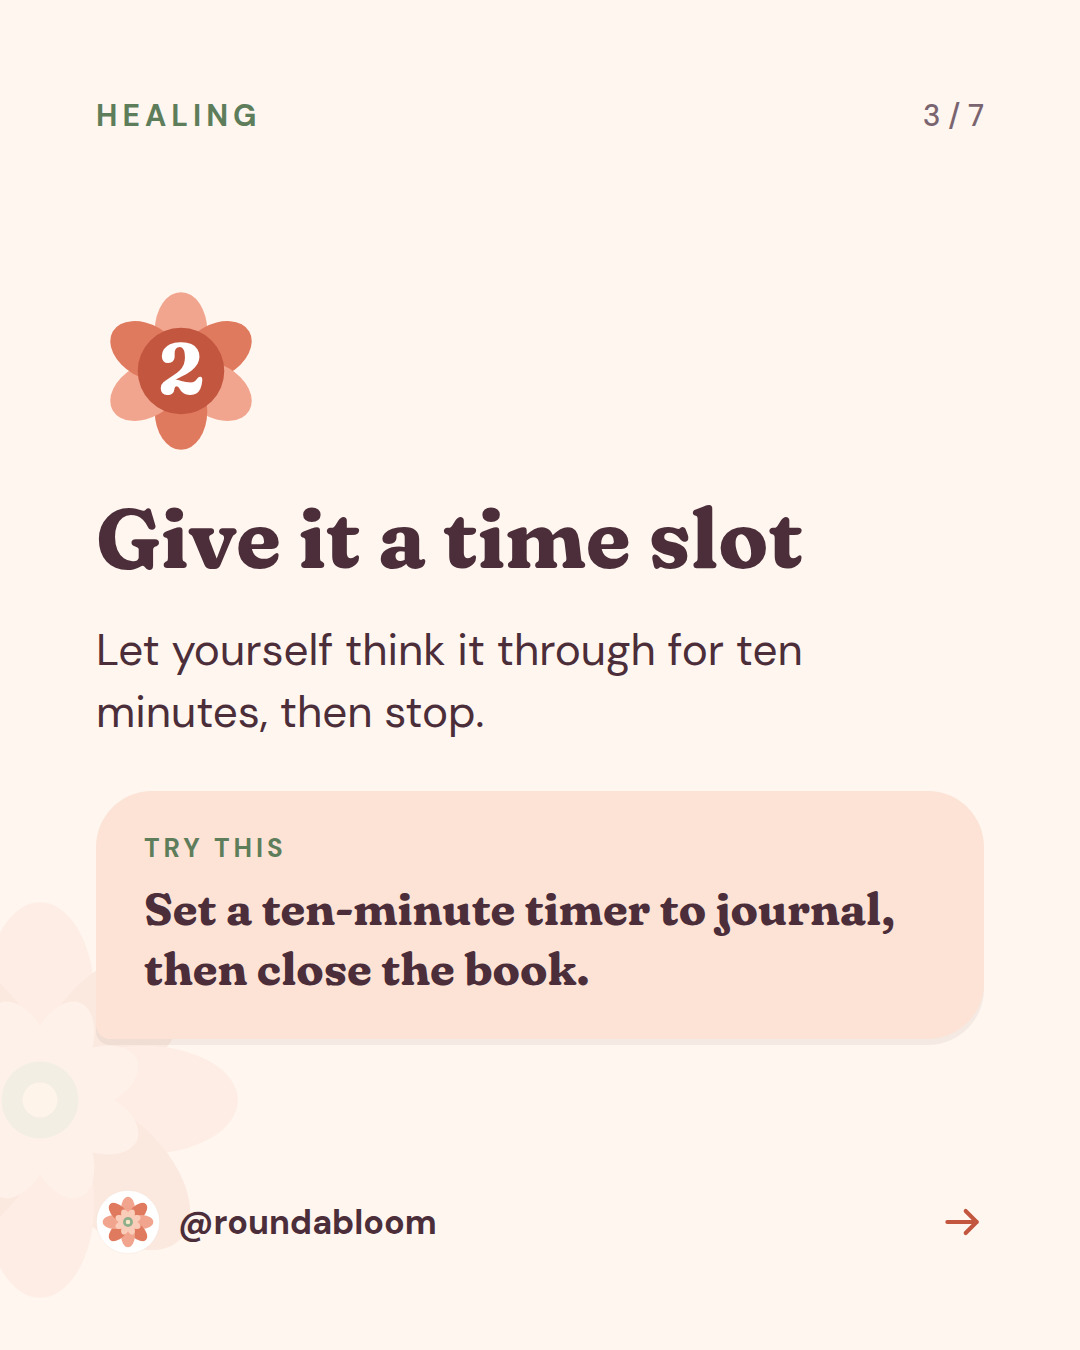 HEALING
3 / 7
2
Give it a time slot
Let yourself think it through for ten
minutes, then stop.
TRY THIS
Set a ten-minute timer to journal,
then close the book.
@roundabloom